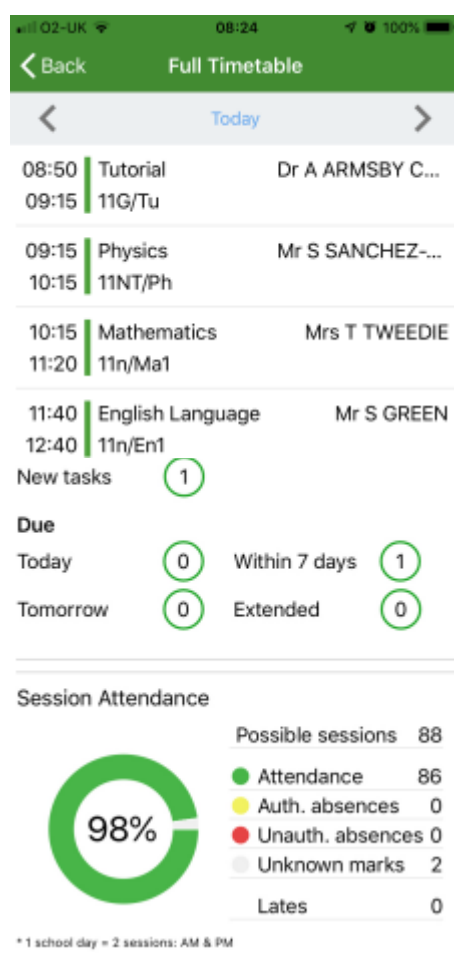 O2-UK 08:24 100%
Back Full Timetable
Today
08:50 Tutorial Dr A ARMSBY C...
09:15 11G/Tu
09:15 Physics Mr S SANCHEZ-...
10:15 11NT/Ph
10:15 Mathematics Mrs T TWEEDIE
11:20 11n/Ma1
11:40 English Language Mr S GREEN
12:40 11n/En1
New tasks 1
Due
Today 0 Within 7 days 1
Tomorrow 0 Extended 0
Session Attendance
Possible sessions 88
Attendance 86
Auth. absences 0
98%
Unauth. absences 0
Unknown marks 2
Lates 0
* 1 school day = 2 sessions: AM & PM